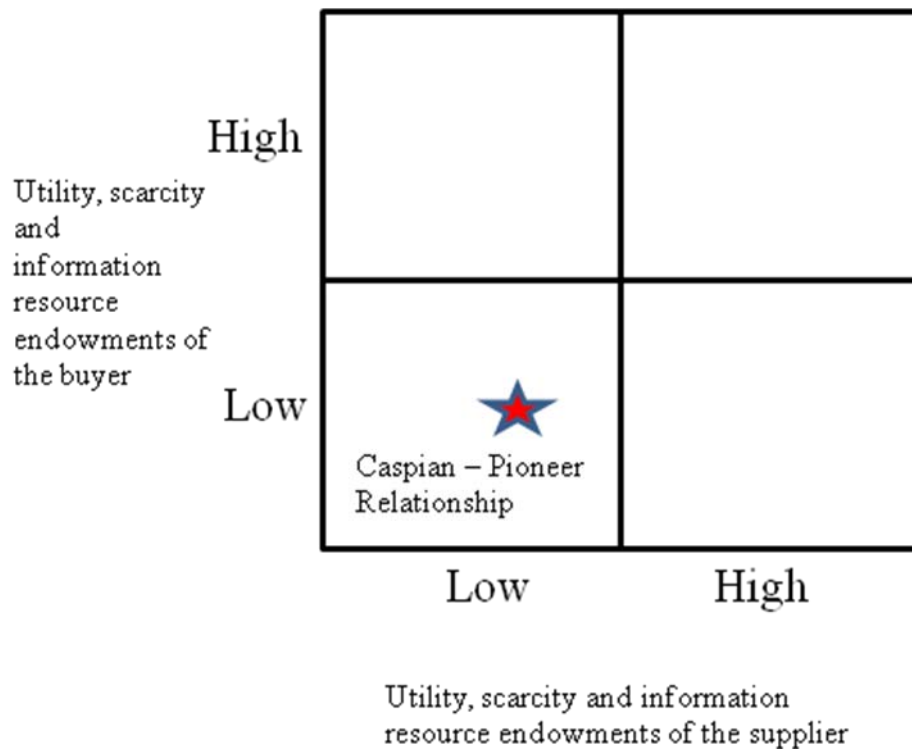 High
Utility, scarcity
and
information
resource
endowments of
the buyer
Low
Caspian – Pioneer
Relationship
Low
High
Utility, scarcity and information
resource endowments of the supplier